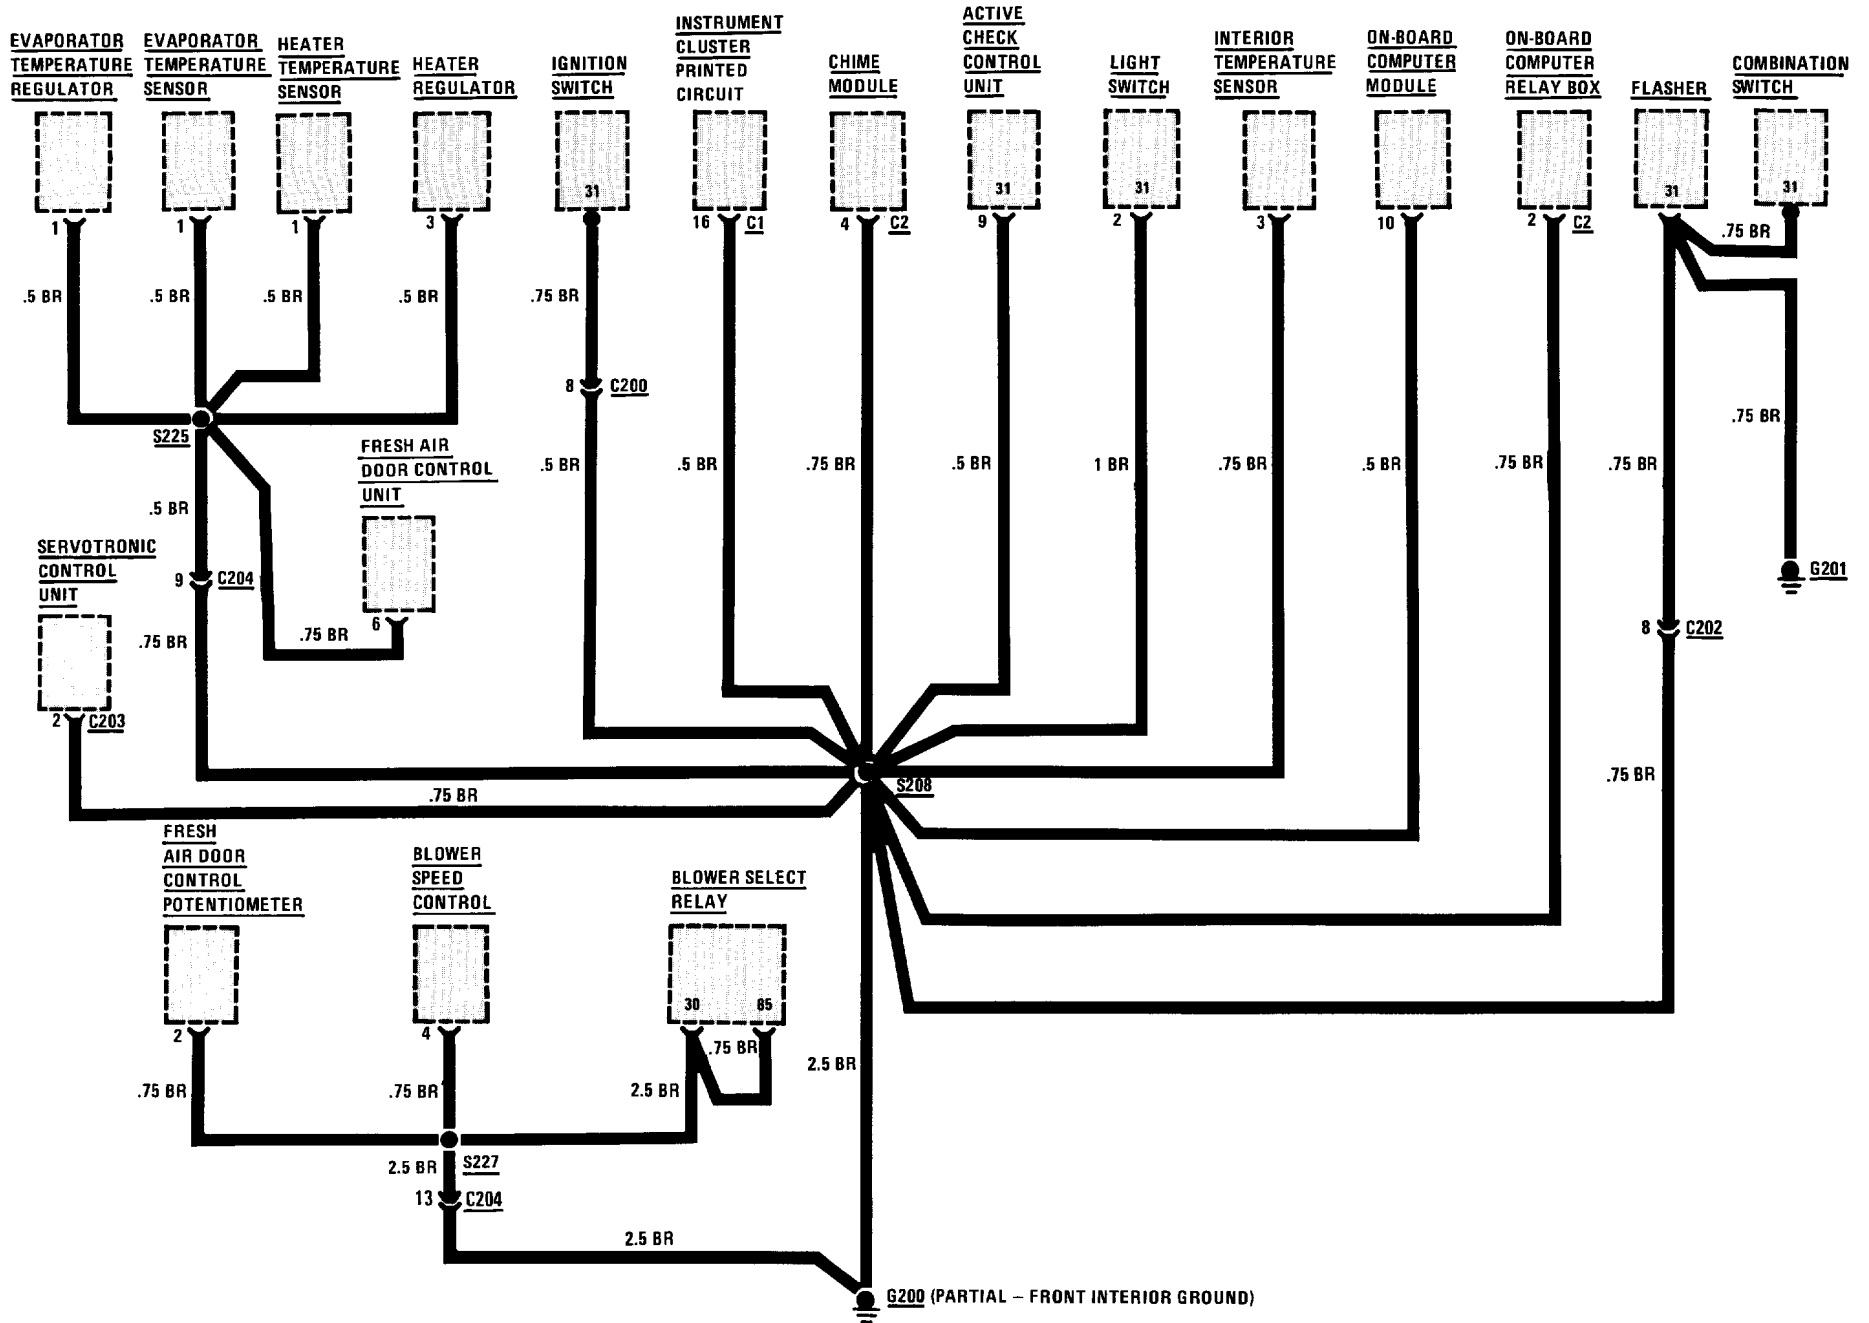 EVAPORATOR
TEMPERATURE
REGULATOR
EVAPORATOR
TEMPERATURE
SENSOR
HEATER
TEMPERATURE
SENSOR
HEATER
REGULATOR
IGNITION
SWITCH
INSTRUMENT
CLUSTER
PRINTED
CIRCUIT
CHIME
MODULE
ACTIVE
CHECK
CONTROL
UNIT
LIGHT
SWITCH
INTERIOR
TEMPERATURE
SENSOR
ON-BOARD
COMPUTER
MODULE
ON-BOARD
COMPUTER
RELAY BOX
FLASHER
COMBINATION
SWITCH
31
31
31
31
31
1
1
1
3
16
C1
4
C2
9
2
3
10
2
C2
.75 BR
.5 BR
.5 BR
.5 BR
.5 BR
.75 BR
8
C200
.75 BR
S225
FRESH AIR
DOOR CONTROL
UNIT
.5 BR
.5 BR
.75 BR
.5 BR
1 BR
.75 BR
.5 BR
.75 BR
.75 BR
.5 BR
SERVOTRONIC
CONTROL
UNIT
9
C204
G201
6
.75 BR
.75 BR
8
C202
2
C203
.75 BR
S208
.75 BR
FRESH
AIR DOOR
CONTROL
POTENTIOMETER
BLOWER
SPEED
CONTROL
BLOWER SELECT
RELAY
30
85
2
4
.75 BR
2.5 BR
.75 BR
.75 BR
2.5 BR
2.5 BR
S227
13
C204
2.5 BR
G200 (PARTIAL – FRONT INTERIOR GROUND)